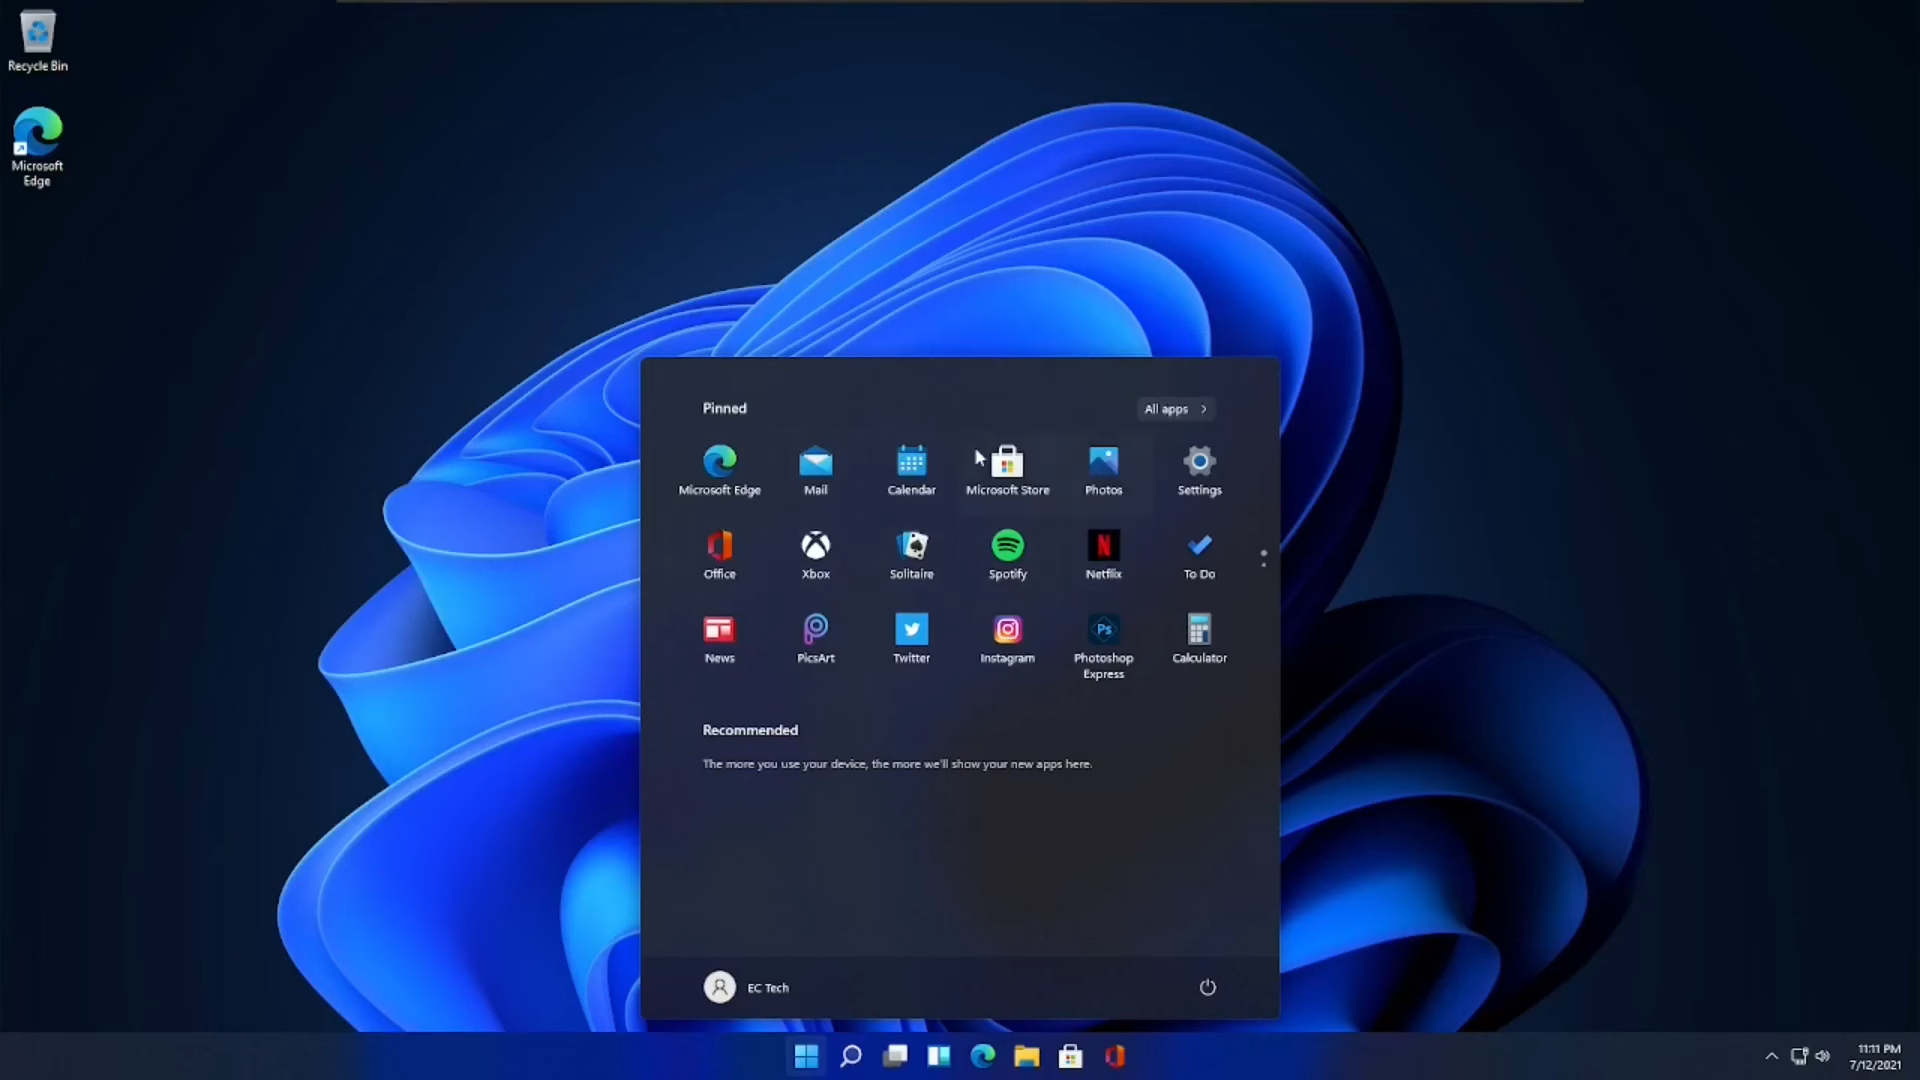 Recycle Bin
Microsoft
Edge
Pinned
All apps
Microsoft Edge
Mail
Calendar
Microsoft Store
Photos
Settings
Office
Xbox
Solitaire
Spotify
N
Netflix
To Do
News
PicsArt
Twitter
Instagram
Ps
Photoshop
Express
Calculator
Recommended
The more you use your device, the more we'll show your new apps here.
EC Tech
11:11 PM
7/12/2021